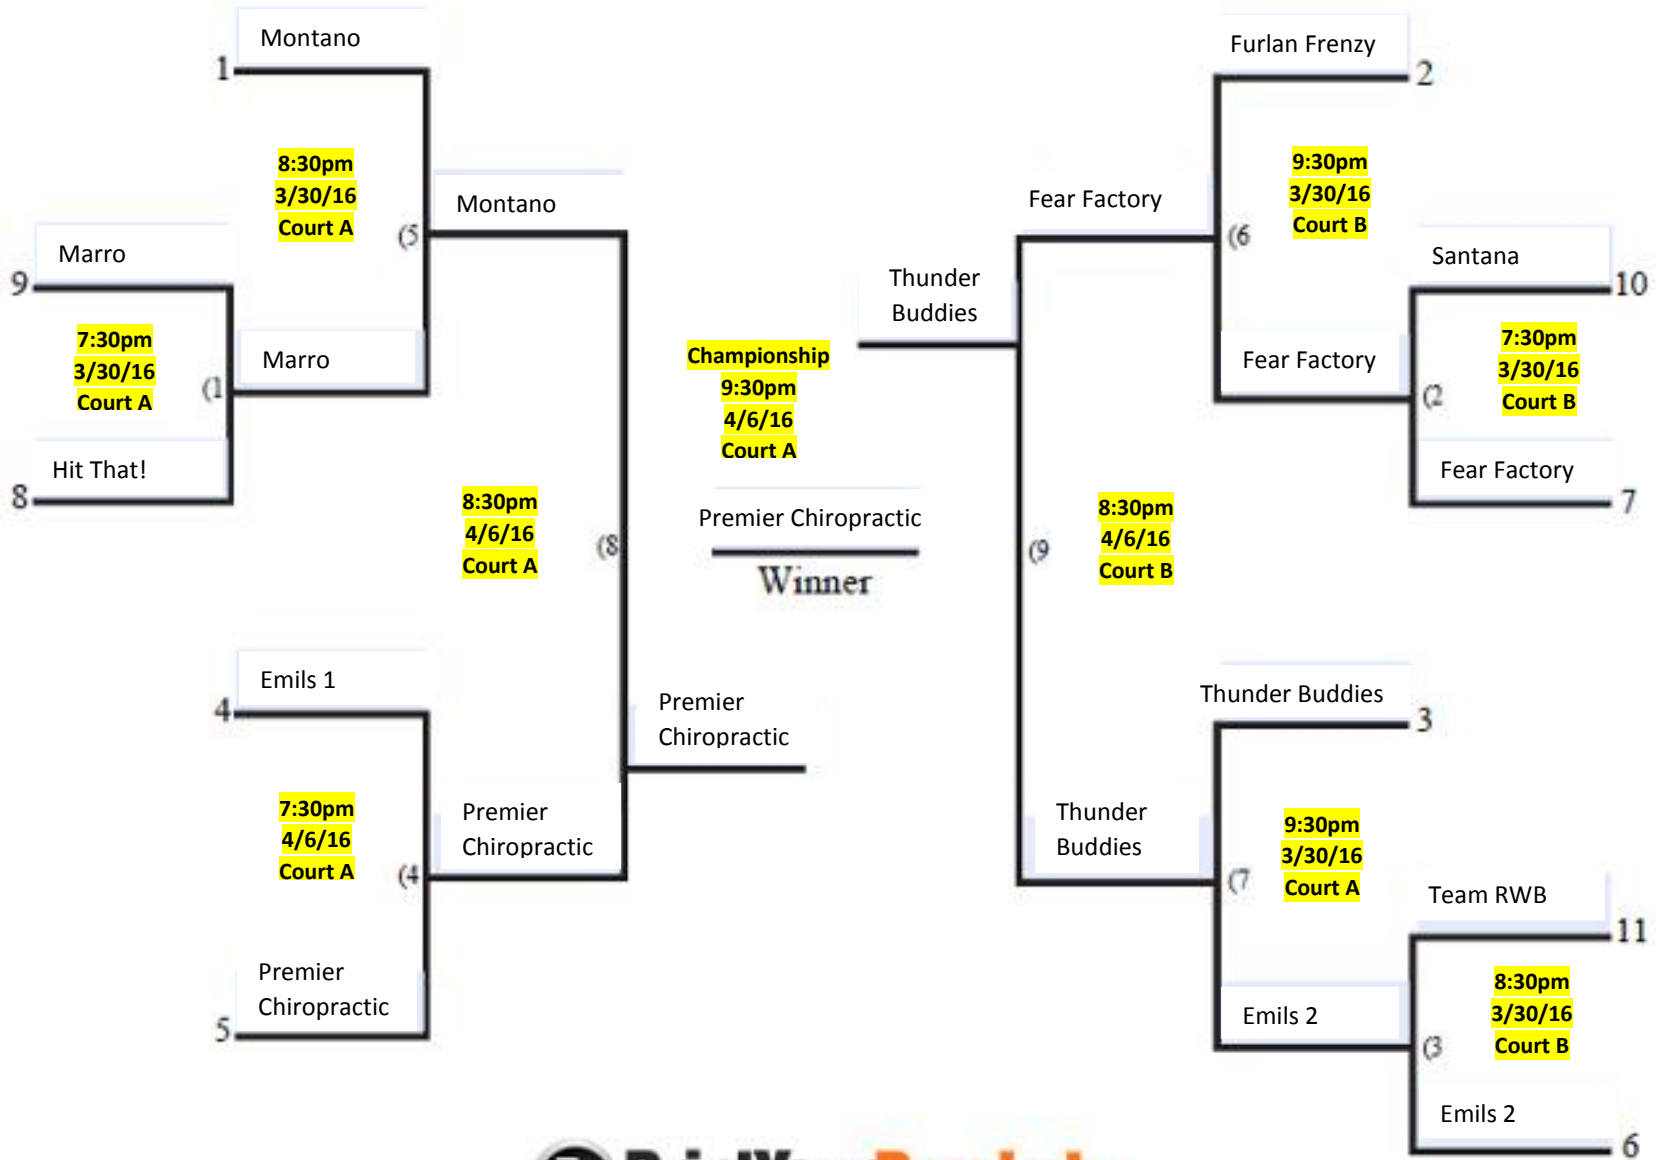 Montano
1
8:30pm
3/30/16
Court A
(5
Montano
Marro
9
7:30pm
3/30/16
Court A
(1
Marro
Hit That!
8
8:30pm
4/6/16
Court A
(8
Emils 1
4
7:30pm
4/6/16
Court A
(4
Premier
Chiropractic
Premier
Chiropractic
5
Premier
Chiropractic
Championship
9:30pm
4/6/16
Court A
Premier Chiropractic
Winner
Thunder
Buddies
Furlan Frenzy
2
9:30pm
3/30/16
Court B
Fear Factory
(6
Santana
10
7:30pm
3/30/16
Court B
Fear Factory
(2
Fear Factory
7
8:30pm
4/6/16
Court B
(9
Thunder Buddies
3
Thunder
Buddies
9:30pm
3/30/16
Court A
(7
Team RWB
11
8:30pm
3/30/16
Court B
Emils 2
(3
Emils 2
6